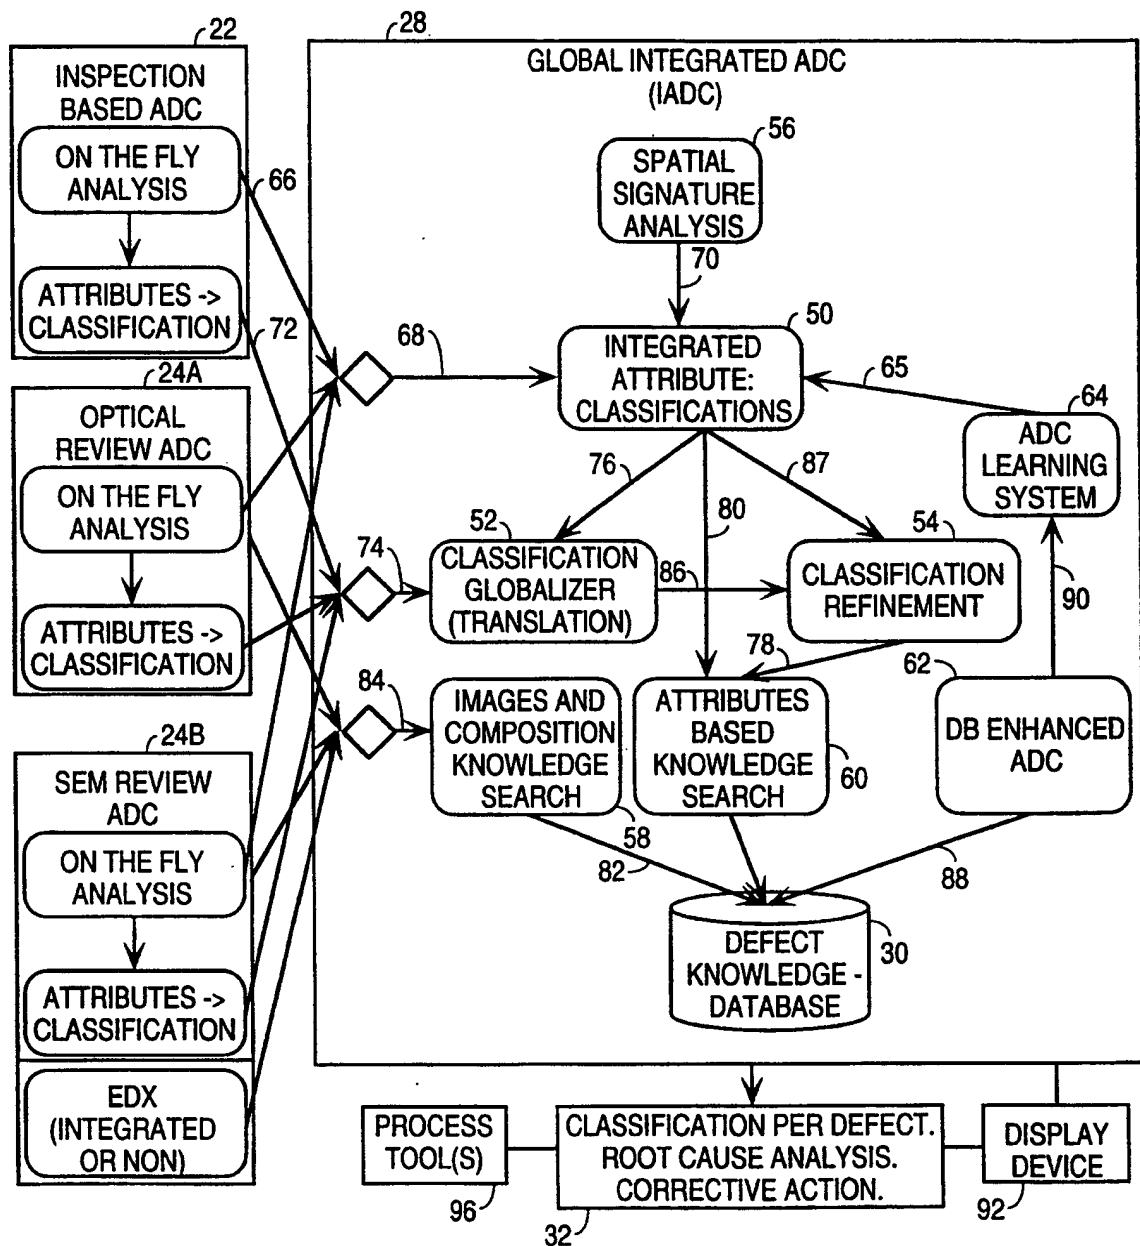 22
INSPECTION
BASED ADC
ON THE FLY
ANALYSIS
ATTRIBUTES ->
CLASSIFICATION
66
72
24A
OPTICAL
REVIEW ADC
ON THE FLY
ANALYSIS
ATTRIBUTES ->
CLASSIFICATION
24B
SEM REVIEW
ADC
ON THE FLY
ANALYSIS
ATTRIBUTES ->
CLASSIFICATION
EDX
(INTEGRATED
OR NON)
28
GLOBAL INTEGRATED ADC
(IADC)
56
SPATIAL
SIGNATURE
ANALYSIS
70
68
50
INTEGRATED
ATTRIBUTE:
CLASSIFICATIONS
65
64
ADC
LEARNING
SYSTEM
76
80
87
90
74
52
CLASSIFICATION
GLOBALIZER
(TRANSLATION)
86
54
CLASSIFICATION
REFINEMENT
78
84
IMAGES AND
COMPOSITION
KNOWLEDGE
SEARCH
58
ATTRIBUTES
BASED
KNOWLEDGE
SEARCH
60
62
DB ENHANCED
ADC
82
88
DEFECT
KNOWLEDGE -
DATABASE
30
PROCESS
TOOL(S)
96
CLASSIFICATION PER DEFECT.
ROOT CAUSE ANALYSIS.
CORRECTIVE ACTION.
32
DISPLAY
DEVICE
92